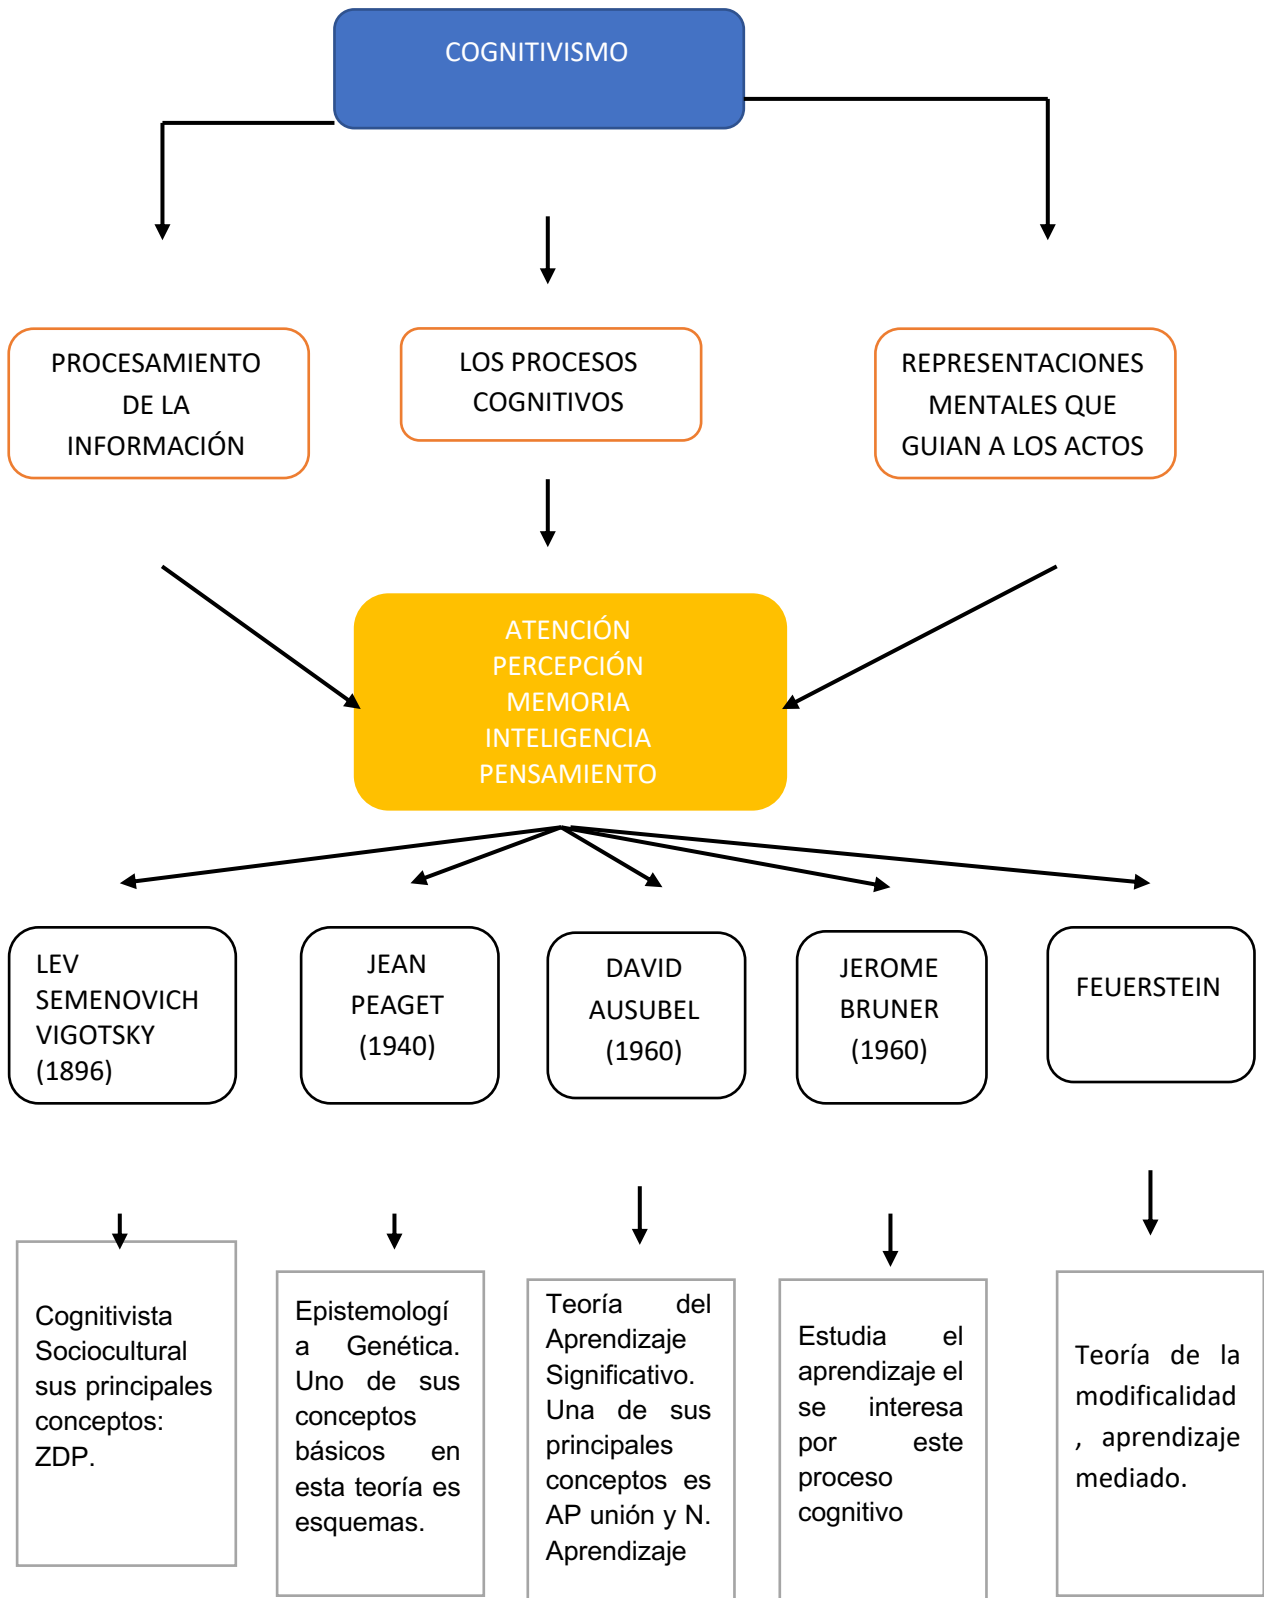 COGNITIVISMO
PROCESAMIENTO
DE LA
INFORMACIÓN
LOS PROCESOS
COGNITIVOS
REPRESENTACIONES
MENTALES QUE
GUIAN A LOS ACTOS
ATENCIÓN
PERCEPCIÓN
MEMORIA
INTELIGENCIA
PENSAMIENTO
LEV
SEMENOVICH
VIGOTSKY
(1896)
JEAN
PEAGET
(1940)
DAVID
AUSUBEL
(1960)
JEROME
BRUNER
(1960)
FEUERSTEIN
Cognitivista
Sociocultural
sus principales
conceptos:
ZDP.
Epistemologí
a Genética.
Uno de sus
conceptos
básicos en
esta teoría es
esquemas.
Teoría del
Aprendizaje
Significativo.
Una de sus
principales
conceptos es
AP unión y N.
Aprendizaje
Estudia el
aprendizaje el
se interesa
por este
proceso
cognitivo
Teoría de la
modificalidad
, aprendizaje
mediado.